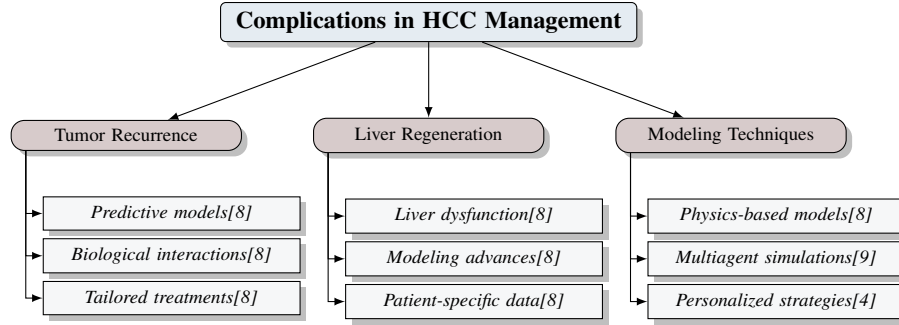 Complications in HCC Management
Tumor Recurrence
Liver Regeneration
Modeling Techniques
Predictive models[8]
Biological interactions[8]
Tailored treatments[8]
Liver dysfunction[8]
Modeling advances[8]
Patient-specific data[8]
Physics-based models[8]
Multiagent simulations[9]
Personalized strategies[4]